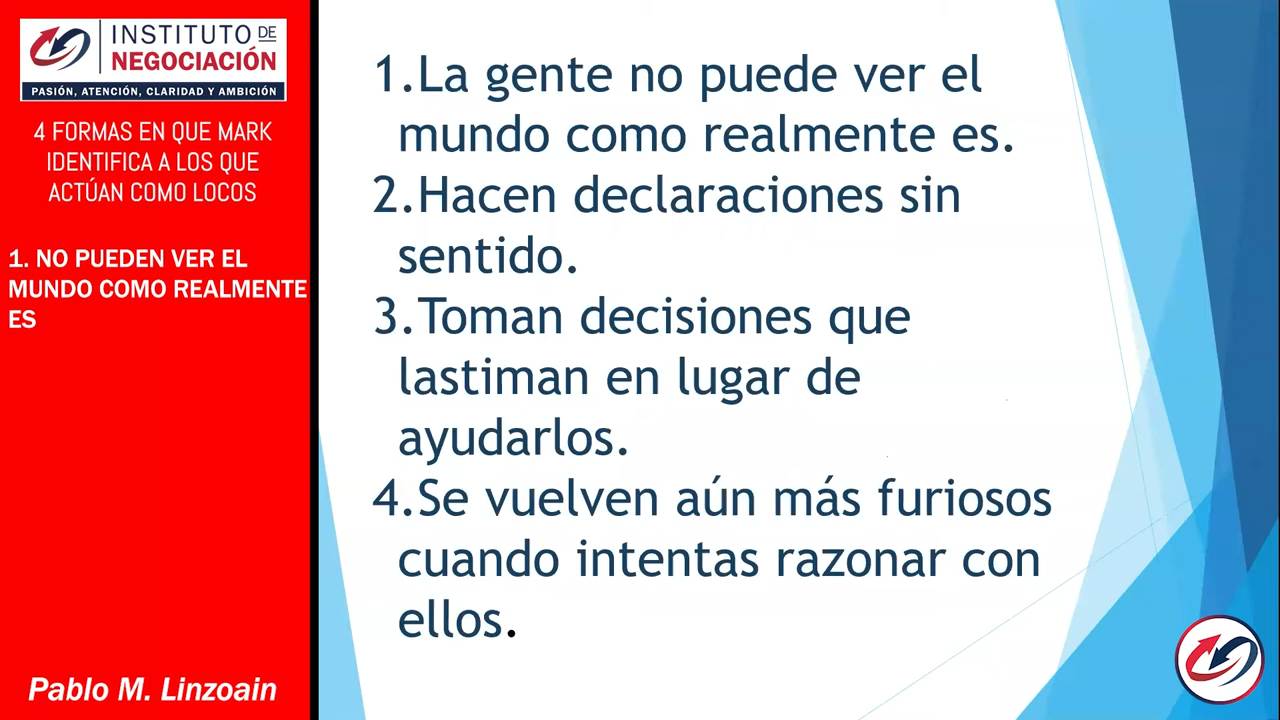 INSTITUTO DE
NEGOCIACIÓN
PASIÓN, ATENCIÓN, CLARIDAD Y AMBICIÓN
4 FORMAS EN QUE MARK
IDENTIFICA A LOS QUE
ACTÚAN COMO LOCOS
1. NO PUEDEN VER EL
MUNDO COMO REALMENTE
ES
Pablo M. Linzoain
1.La gente no puede ver el
mundo como realmente es.
2.Hacen declaraciones sin
sentido.
3.Toman decisiones que
lastiman en lugar de
ayudarlos.
4.Se vuelven aún más furiosos
cuando intentas razonar con
ellos.